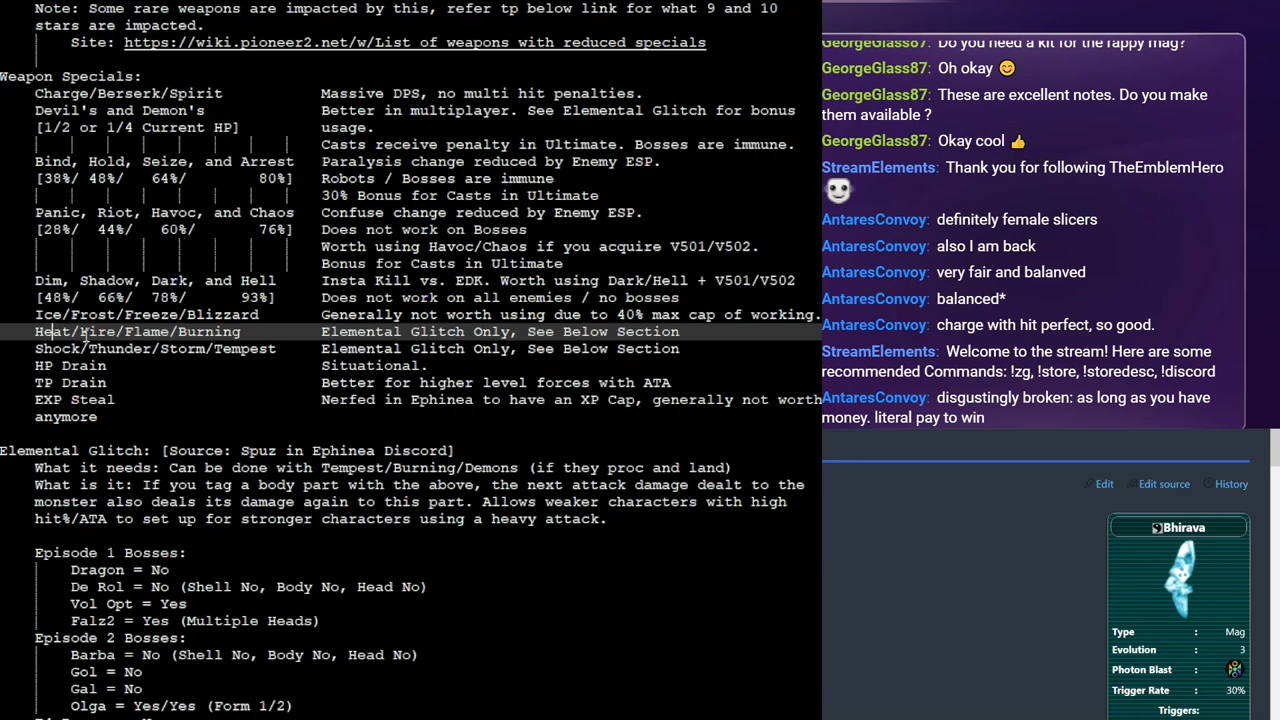 Note: Some rare weapons are impacted by this, refer tp below link for what 9 and 10
stars are impacted.
Site: https://wiki.pioneer2.net/w/List of weapons with reduced specials
Weapon Specials:
Charge/Berserk/Spirit Massive DPS, no multi hit penalties.
Devil's and Demon's Better in multiplayer. See Elemental Glitch for bonus
[1/2 or 1/4 Current HP] usage.
Casts receive penalty in Ultimate. Bosses are immune.
Bind, Hold, Seize, and Arrest Paralysis change reduced by Enemy ESP.
[38%/ 48%/ 64%/ 80%] Robots / Bosses are immune
30% Bonus for Casts in Ultimate
Panic, Riot, Havoc, and Chaos Confuse change reduced by Enemy ESP.
[28%/ 44%/ 60%/ 76%] Does not work on Bosses
Worth using Havoc/Chaos if you acquire V501/V502.
Bonus for Casts in Ultimate
Dim, Shadow, Dark, and Hell Insta Kill vs. EDK. Worth using Dark/Hell + V501/V502
[48%/ 66%/ 78%/ 93%] Does not work on all enemies / no bosses
Ice/Frost/Freeze/Blizzard Generally not worth using due to 40% max cap of working.
Heat/Fire/Flame/Burning Elemental Glitch Only, See Below Section
Shock/Thunder/Storm/Tempest Elemental Glitch Only, See Below Section
HP Drain Situational.
TP Drain Better for higher level forces with ATA
EXP Steal Nerfed in Ephinea to have an XP Cap, generally not worth
anymore
Elemental Glitch: [Source: Spuz in Ephinea Discord]
What it needs: Can be done with Tempest/Burning/Demons (if they proc and land)
What is it: If you tag a body part with the above, the next attack damage dealt to the
monster also deals its damage again to this part. Allows weaker characters with high
hit%/ATA to set up for stronger characters using a heavy attack.
Episode 1 Bosses:
Dragon = No
De Rol = No (Shell No, Body No, Head No)
Vol Opt = Yes
Falz2 = Yes (Multiple Heads)
Episode 2 Bosses:
Barba = No (Shell No, Body No, Head No)
Gol = No
Gal = No
Olga = Yes/Yes (Form 1/2)
GeorgeGlass87: Do you need a kit for the rappy mag?
GeorgeGlass87: Oh okay
GeorgeGlass87: These are excellent notes. Do you make
them available ?
GeorgeGlass87: Okay cool
StreamElements: Thank you for following TheEmblemHero
AntaresConvoy: definitely female slicers
AntaresConvoy: also I am back
AntaresConvoy: very fair and balanved
AntaresConvoy: balanced*
AntaresConvoy: charge with hit perfect, so good.
StreamElements: Welcome to the stream! Here are some
recommended Commands: !zg, !store, !storedesc, !discord
AntaresConvoy: disgustingly broken: as long as you have
money. literal pay to win
Edit Edit source History
Bhirava
Type : Mag
Evolution : 3
Photon Blast :
Trigger Rate : 30%
Triggers: